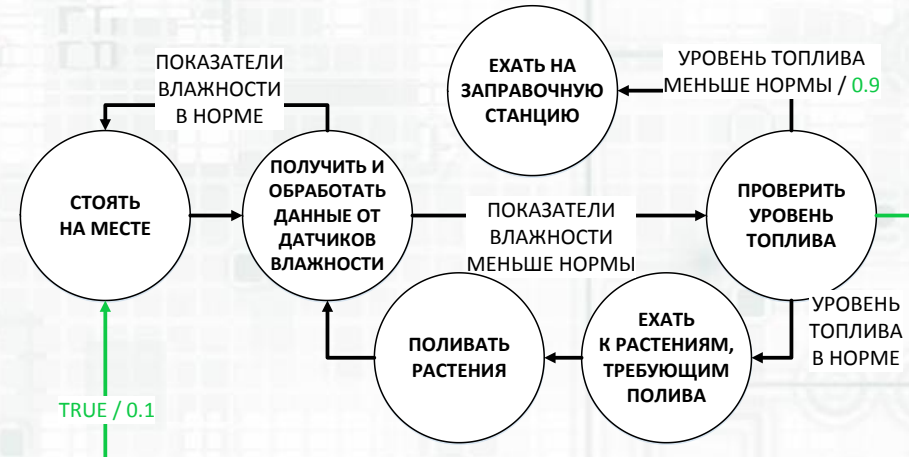 ПОКАЗАТЕЛИ
ВЛАЖНОСТИ
В НОРМЕ
ЕХАТЬ НА
ЗАПРАВОЧНУЮ
СТАНЦИЮ
УРОВЕНЬ ТОПЛИВА
МЕНЬШЕ НОРМЫ / 0.9
СТОЯТЬ
НА МЕСТЕ
ПОЛУЧИТЬ И
ОБРАБОТАТЬ
ДАННЫЕ ОТ
ДАТЧИКОВ
ВЛАЖНОСТИ
ПОКАЗАТЕЛИ
ВЛАЖНОСТИ
МЕНЬШЕ НОРМЫ
ПРОВЕРИТЬ
УРОВЕНЬ
ТОПЛИВА
ПОЛИВАТЬ
РАСТЕНИЯ
ЕХАТЬ
К РАСТЕНИЯМ,
ТРЕБУЮЩИМ
ПОЛИВА
УРОВЕНЬ
ТОПЛИВА
В НОРМЕ
TRUE / 0.1